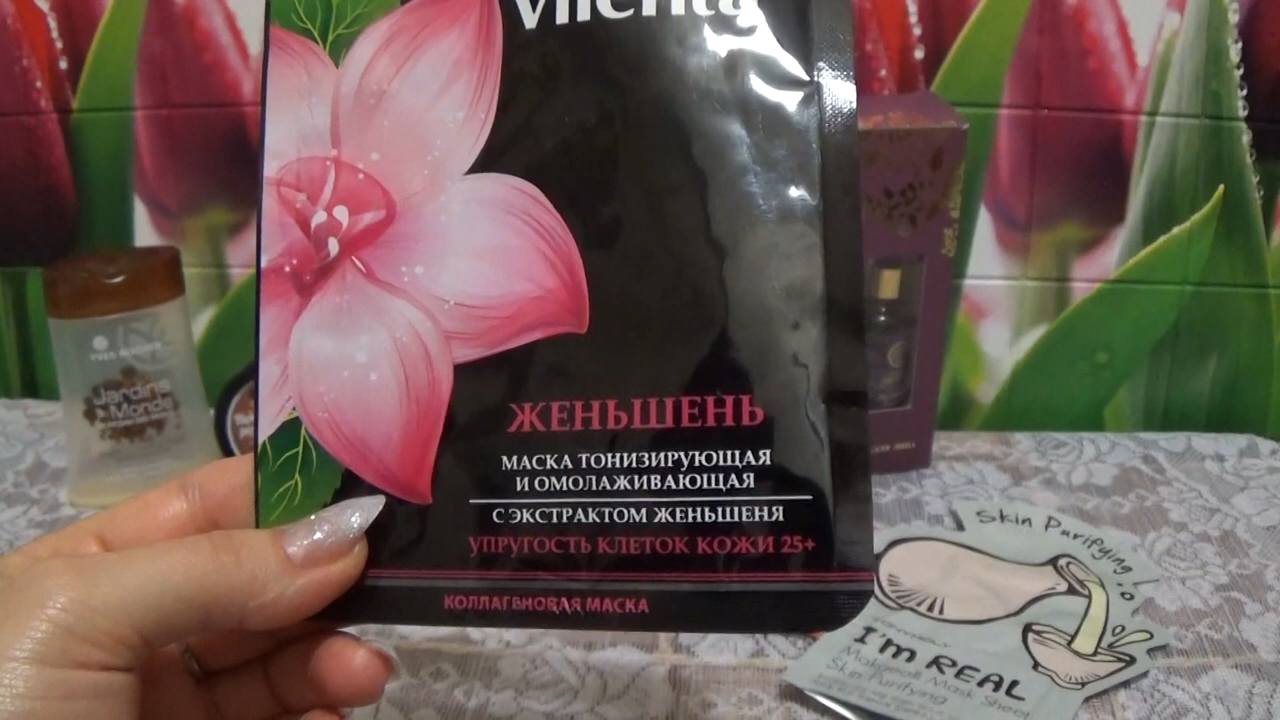 vilenta
ЖЕНЬШЕНЬ
МАСКА ТОНИЗИРУЮЩАЯ
И ОМОЛАЖИВАЮЩАЯ
С ЭКСТРАКТОМ ЖЕНЬШЕНЯ
УПРУГОСТЬ КЛЕТОК КОЖИ 25+
КОЛЛАГЕНОВАЯ МАСКА
YVES ROCHER
Jardins
du Monde
Skin Purifying!
I'm REAL
Makgeolli Mask Sheet
Skin Purifying